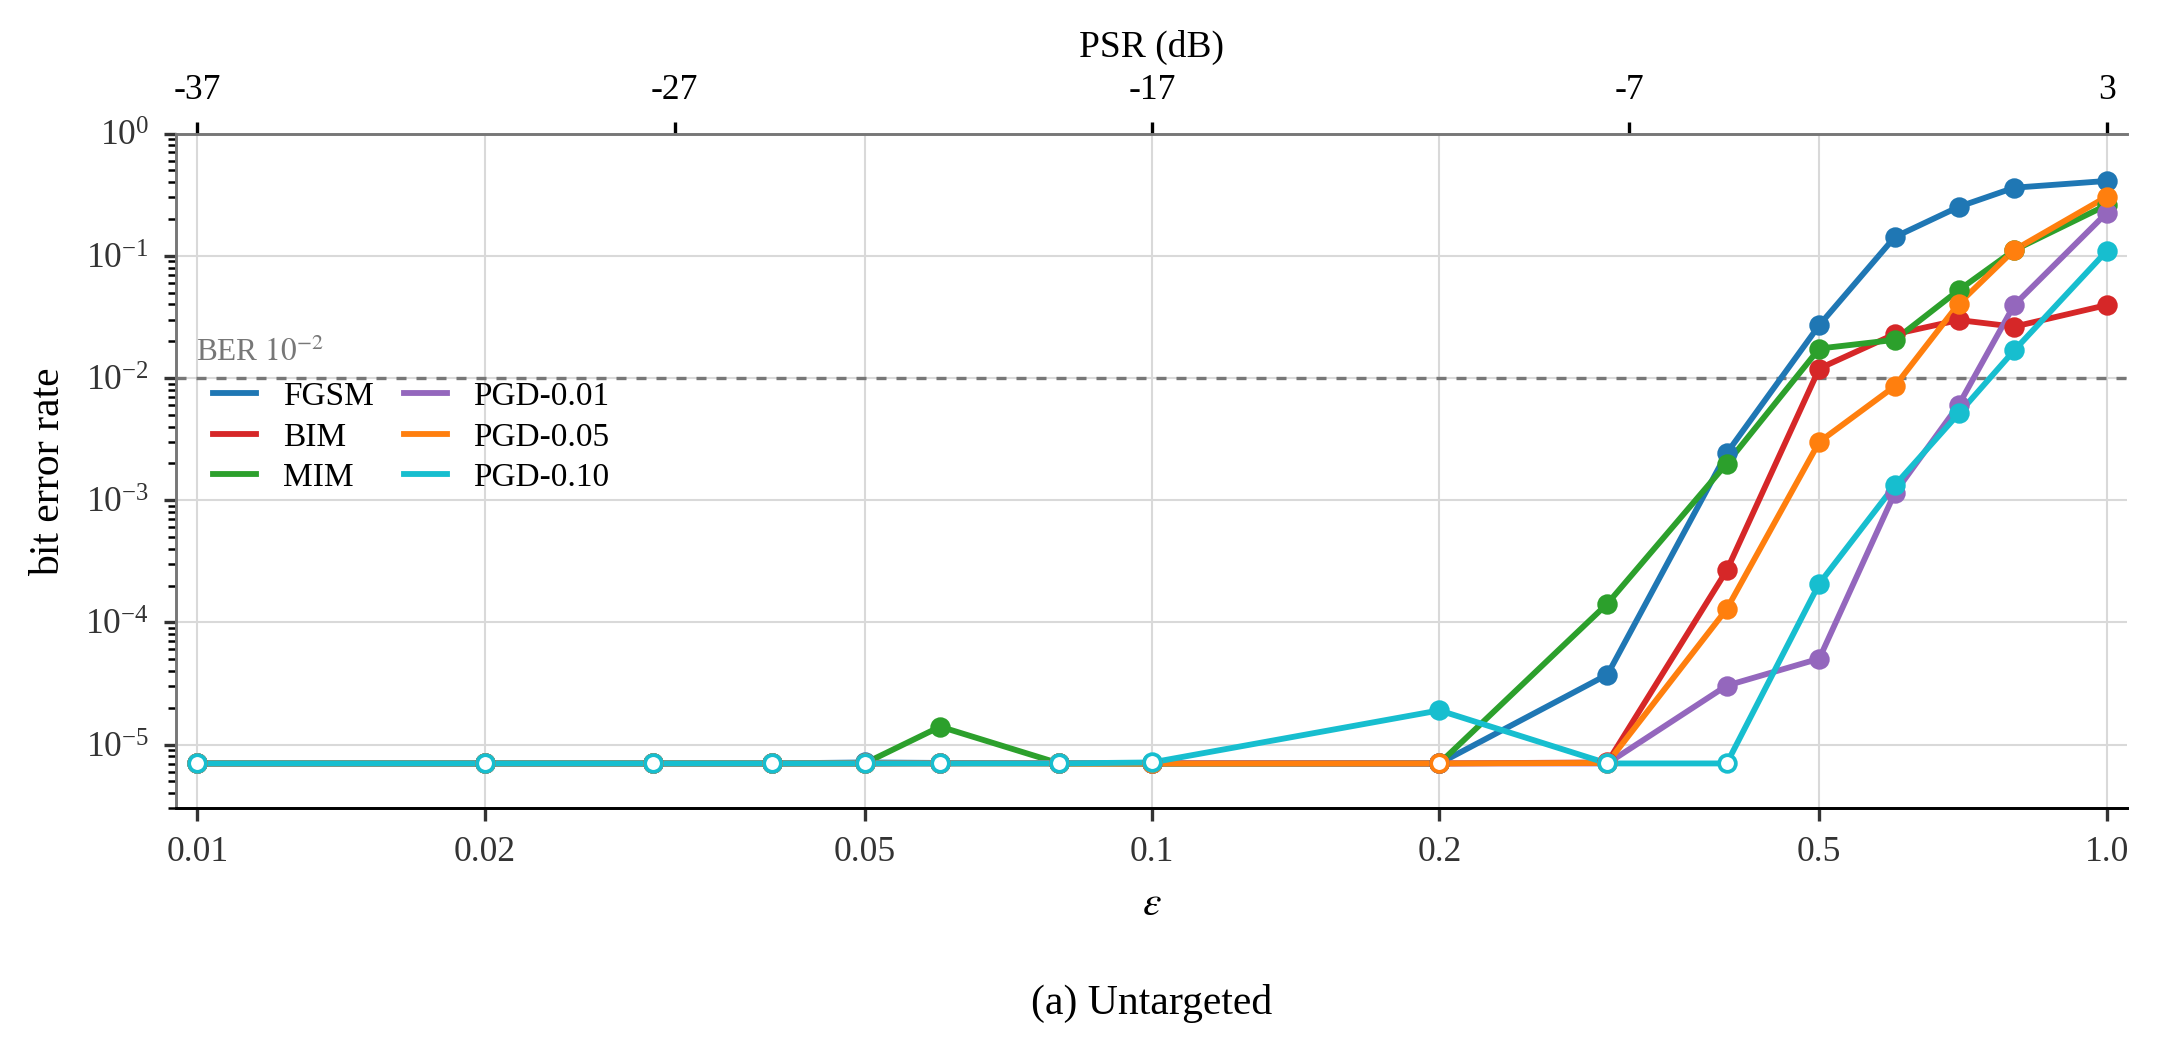 PSR (dB)
-37 -27 -17 -7 3
10⁰
10⁻¹
10⁻²
10⁻³
10⁻⁴
10⁻⁵
bit error rate
BER 10⁻²
FGSM PGD-0.01
BIM PGD-0.05
MIM PGD-0.10
0.01 0.02 0.05 0.1 0.2 0.5 1.0
ε
(a) Untargeted